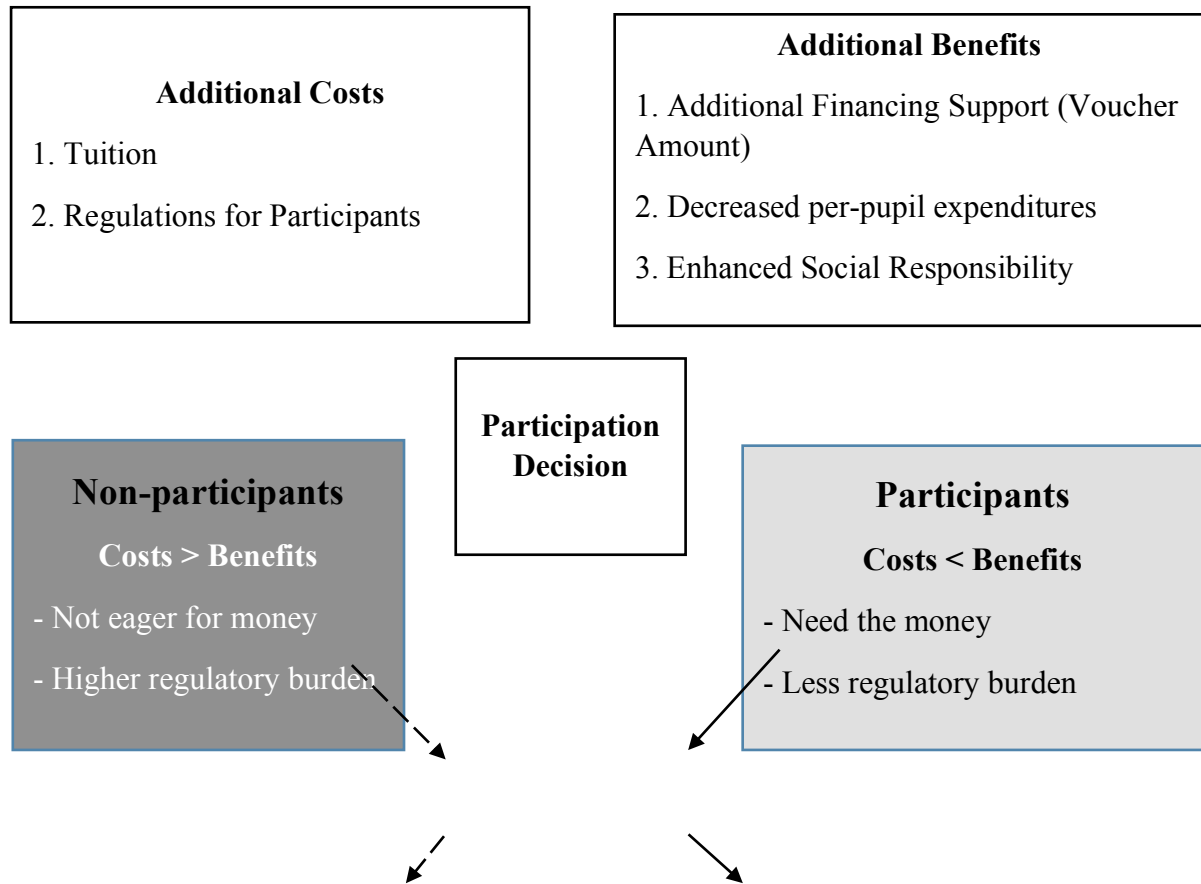 Additional Costs
1. Tuition
2. Regulations for Participants
Additional Benefits
1. Additional Financing Support (Voucher
Amount)
2. Decreased per-pupil expenditures
3. Enhanced Social Responsibility
Participation
Decision
Non-participants
Costs > Benefits
- Not eager for money
- Higher regulatory burden
Participants
Costs < Benefits
- Need the money
- Less regulatory burden